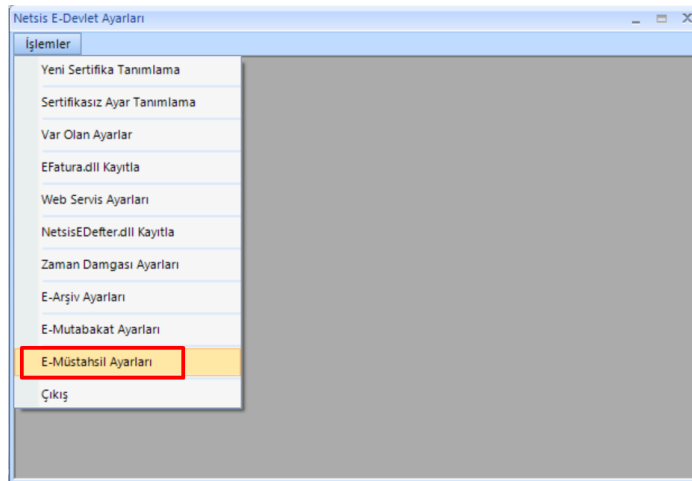 Netsis E-Devlet Ayarları
İşlemler
Yeni Sertifika Tanımlama
Sertifikasız Ayar Tanımlama
Var Olan Ayarlar
EFatura.dll Kayıtla
Web Servis Ayarları
NetsisEDefter.dll Kayıtla
Zaman Damgası Ayarları
E-Arşiv Ayarları
E-Mutabakat Ayarları
E-Müstahsil Ayarları
Çıkış